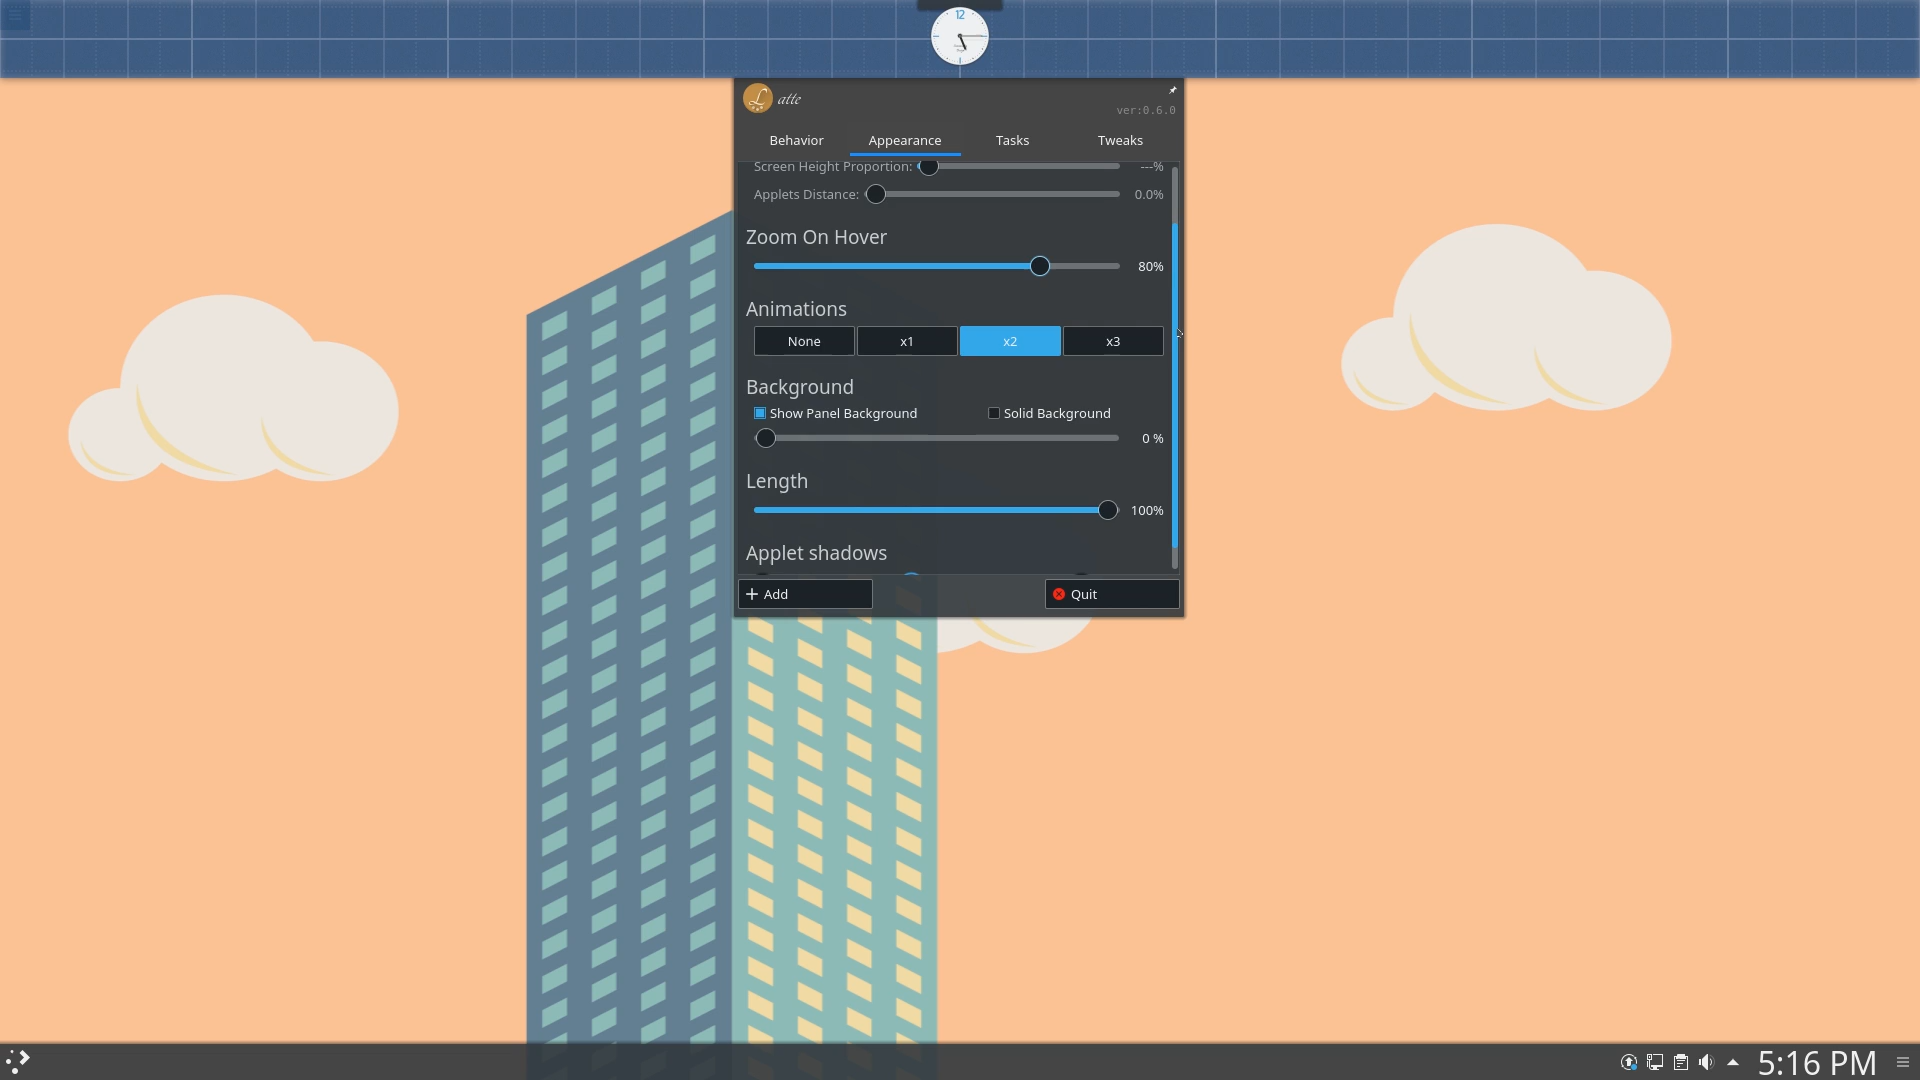 12
Latte
ver:0.6.0
Behavior Appearance Tasks Tweaks
Screen Height Proportion: ---%
Applets Distance: 0.0%
Zoom On Hover
80%
Animations
None x1 x2 x3
Background
Show Panel Background Solid Background
0 %
Length
100%
Applet shadows
Add Quit
5:16 PM